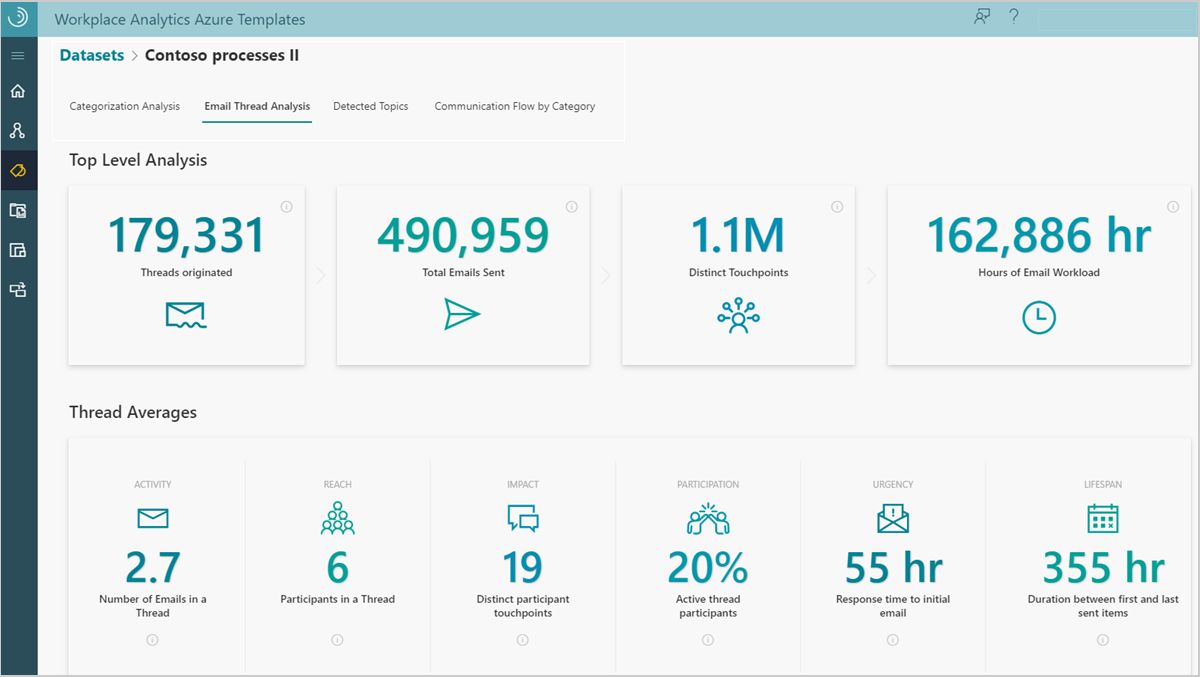 Workplace Analytics Azure Templates
?
Datasets > Contoso processes II
Categorization Analysis Email Thread Analysis Detected Topics Communication Flow by Category
Top Level Analysis
179,331 490,959 1.1M 162,886 hr
Threads originated Total Emails Sent Distinct Touchpoints Hours of Email Workload
Thread Averages
ACTIVITY REACH IMPACT PARTICIPATION URGENCY LIFESPAN
2.7 6 19 20% 55 hr 355 hr
Number of Emails in a Participants in a Thread Distinct participant Active thread Response time to initial Duration between first and last
Thread touchpoints participants email sent items